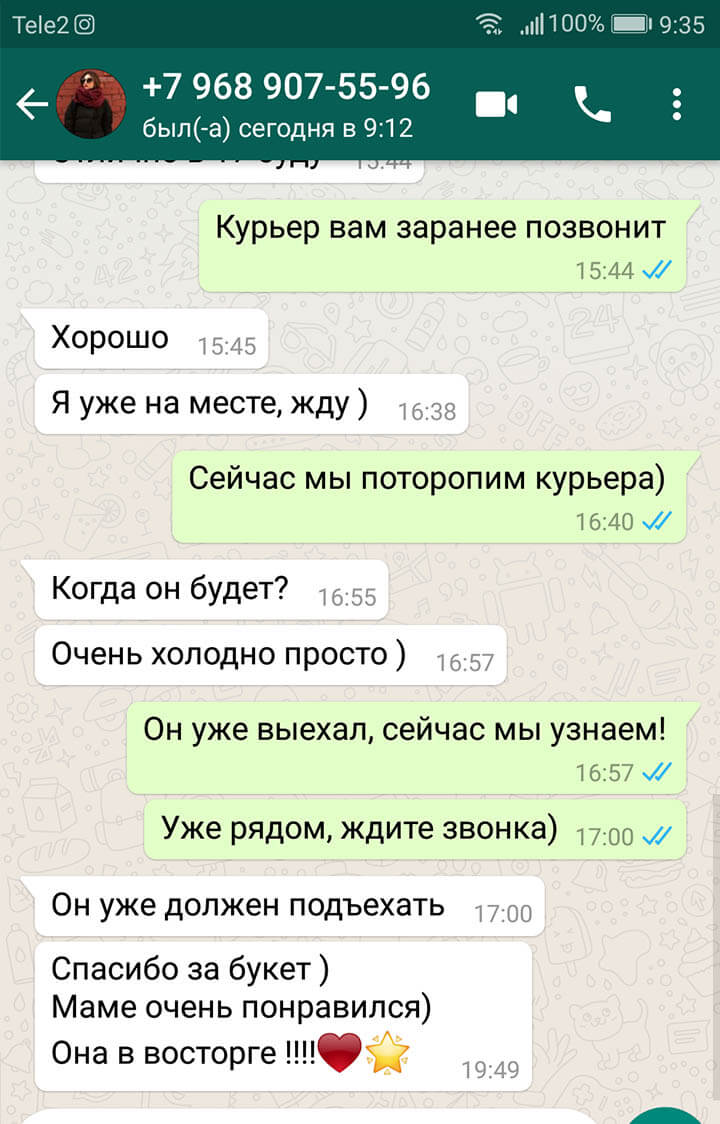 Tele2 100% 9:35
+7 968 907-55-96
был(-а) сегодня в 9:12
15:44
Курьер вам заранее позвонит
15:44
Хорошо 15:45
Я уже на месте, жду ) 16:38
Сейчас мы поторопим курьера)
16:40
Когда он будет? 16:55
Очень холодно просто ) 16:57
Он уже выехал, сейчас мы узнаем!
16:57
Уже рядом, ждите звонка) 17:00
Он уже должен подъехать 17:00
Спасибо за букет )
Маме очень понравился)
Она в восторге !!!!❤️🌟
19:49